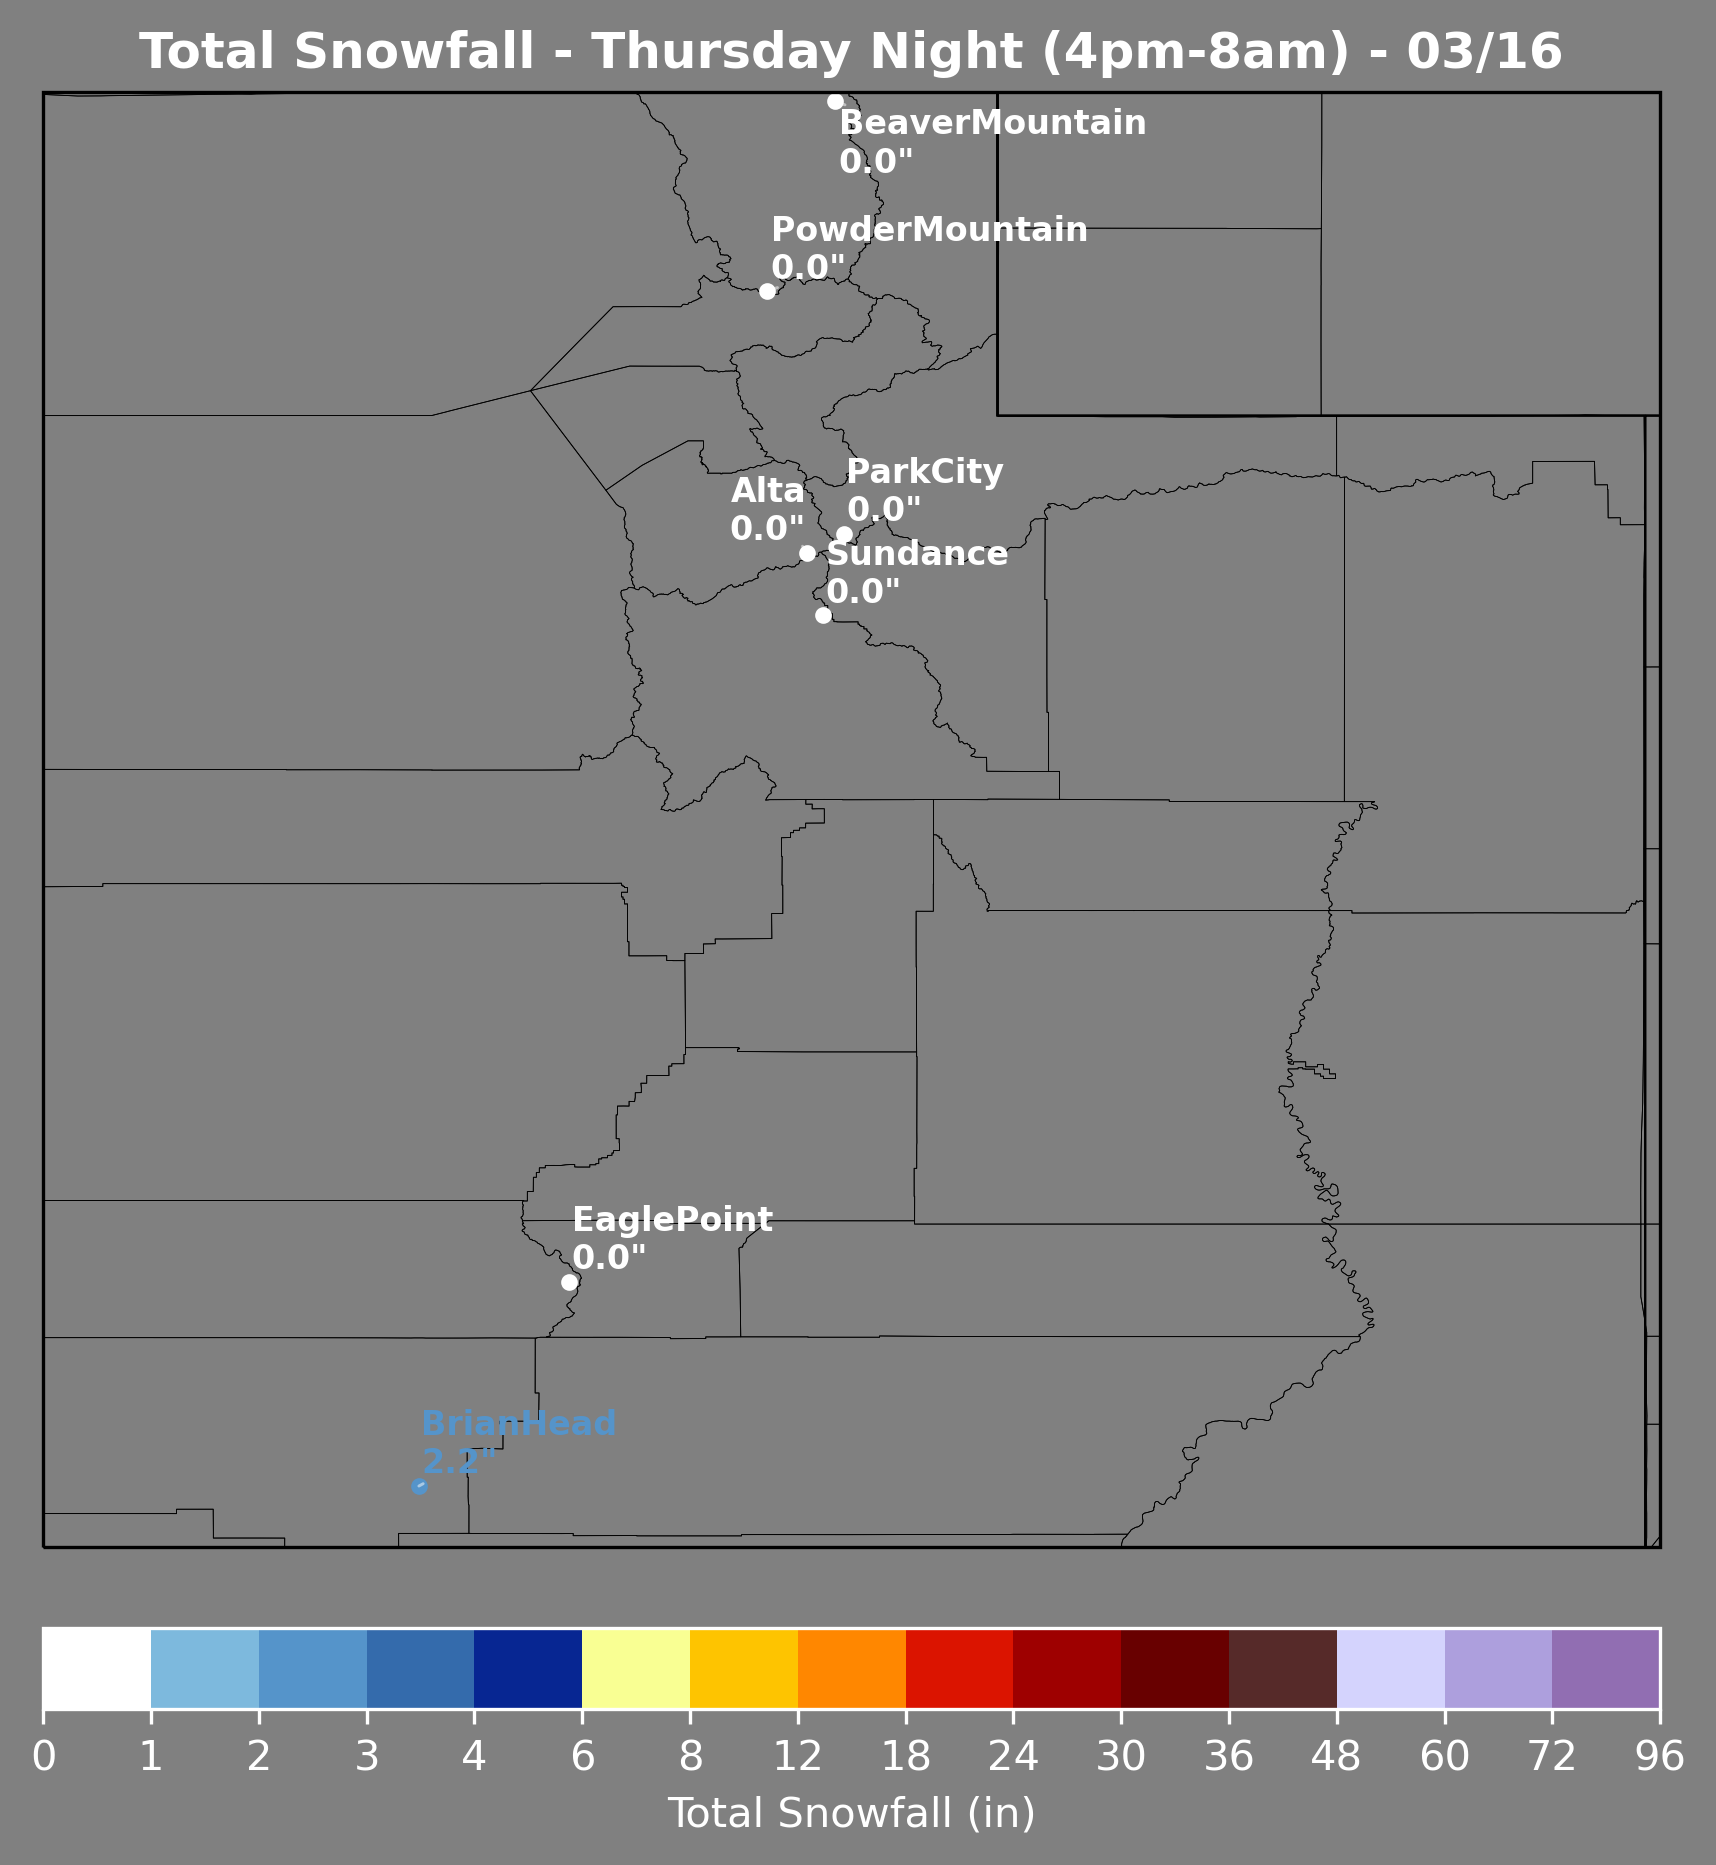 Total Snowfall - Thursday Night (4pm-8am) - 03/16
BeaverMountain
0.0"
PowderMountain
0.0"
ParkCity
0.0"
Alta
0.0"
Sundance
0.0"
EaglePoint
0.0"
BrianHead
2.2"
0 1 2 3 4 6 8 12 18 24 30 36 48 60 72 96
Total Snowfall (in)